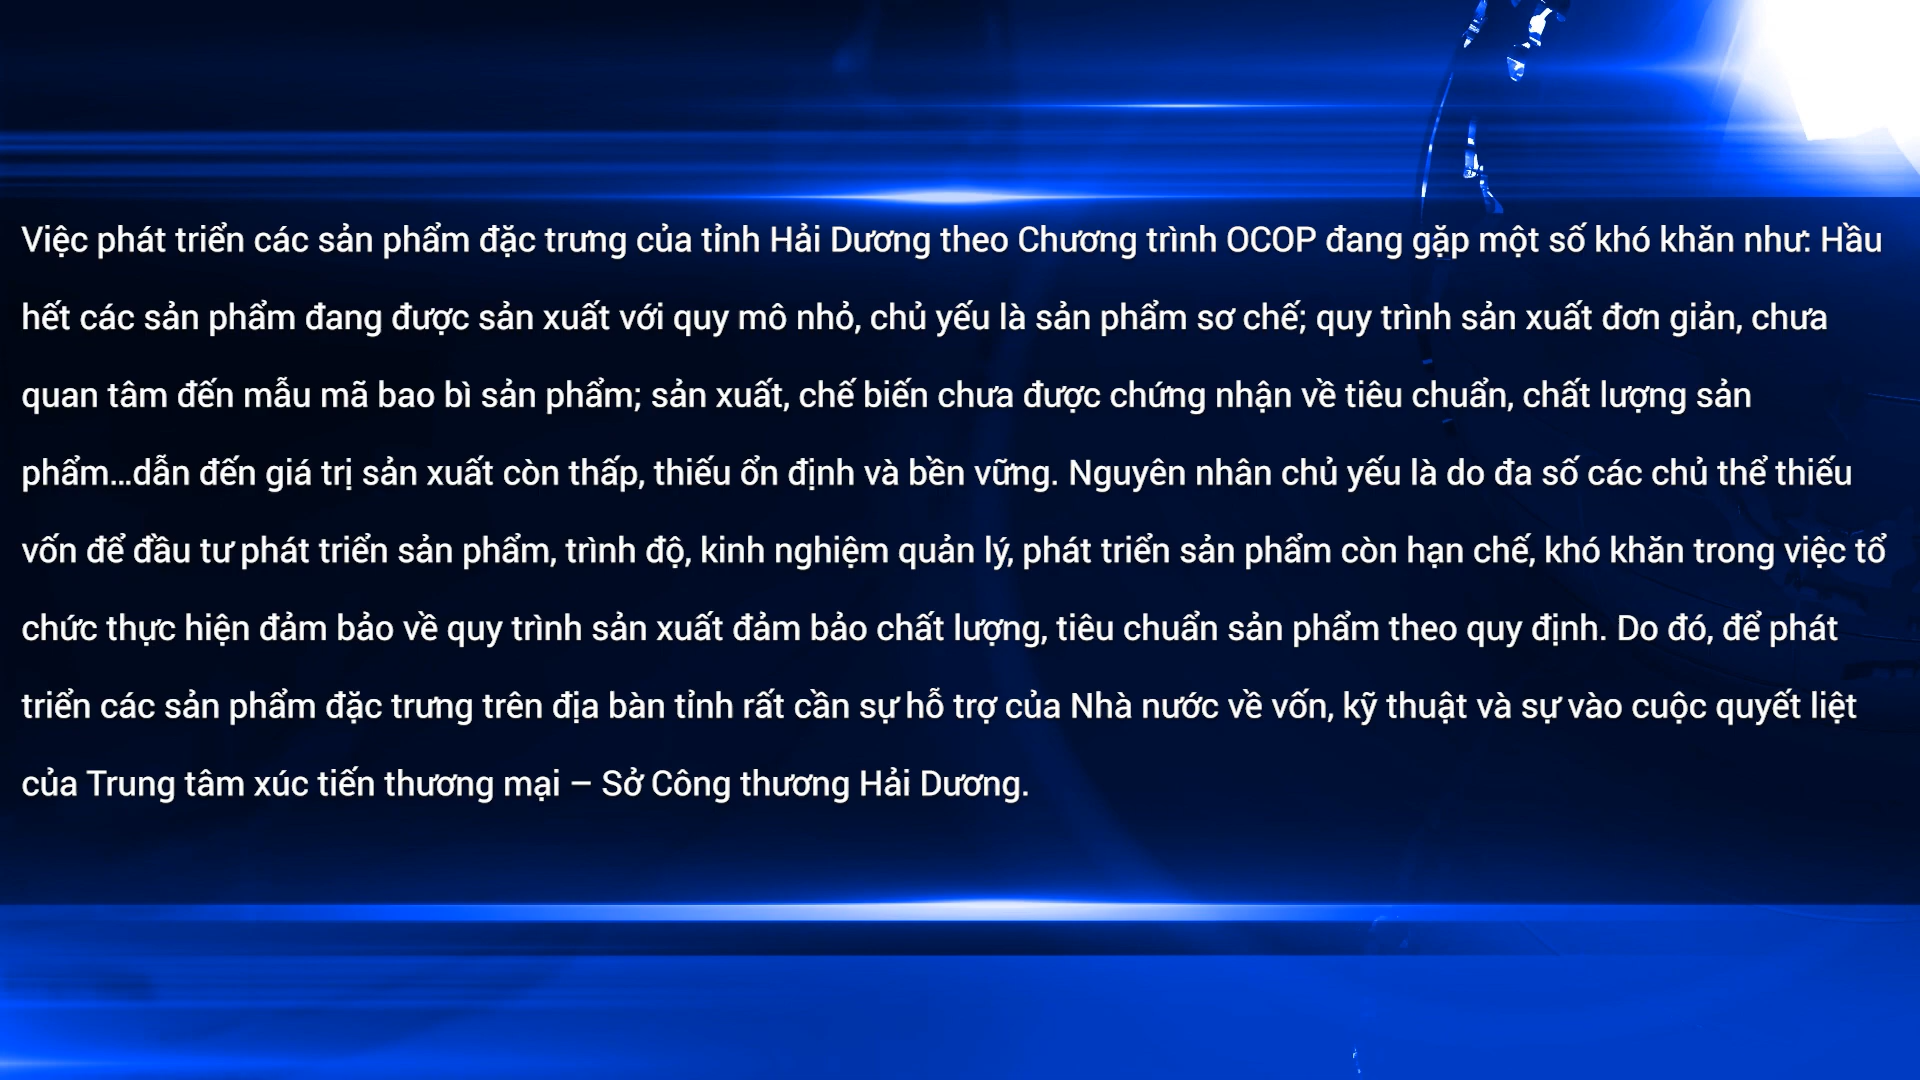 Việc phát triển các sản phẩm đặc trưng của tỉnh Hải Dương theo Chương trình OCOP đang gặp một số khó khăn như: Hầu
hết các sản phẩm đang được sản xuất với quy mô nhỏ, chủ yếu là sản phẩm sơ chế; quy trình sản xuất đơn giản, chưa
quan tâm đến mẫu mã bao bì sản phẩm; sản xuất, chế biến chưa được chứng nhận về tiêu chuẩn, chất lượng sản
phẩm...dẫn đến giá trị sản xuất còn thấp, thiếu ổn định và bền vững. Nguyên nhân chủ yếu là do đa số các chủ thể thiếu
vốn để đầu tư phát triển sản phẩm, trình độ, kinh nghiệm quản lý, phát triển sản phẩm còn hạn chế, khó khăn trong việc tổ
chức thực hiện đảm bảo về quy trình sản xuất đảm bảo chất lượng, tiêu chuẩn sản phẩm theo quy định. Do đó, để phát
triển các sản phẩm đặc trưng trên địa bàn tỉnh rất cần sự hỗ trợ của Nhà nước về vốn, kỹ thuật và sự vào cuộc quyết liệt
của Trung tâm xúc tiến thương mại – Sở Công thương Hải Dương.